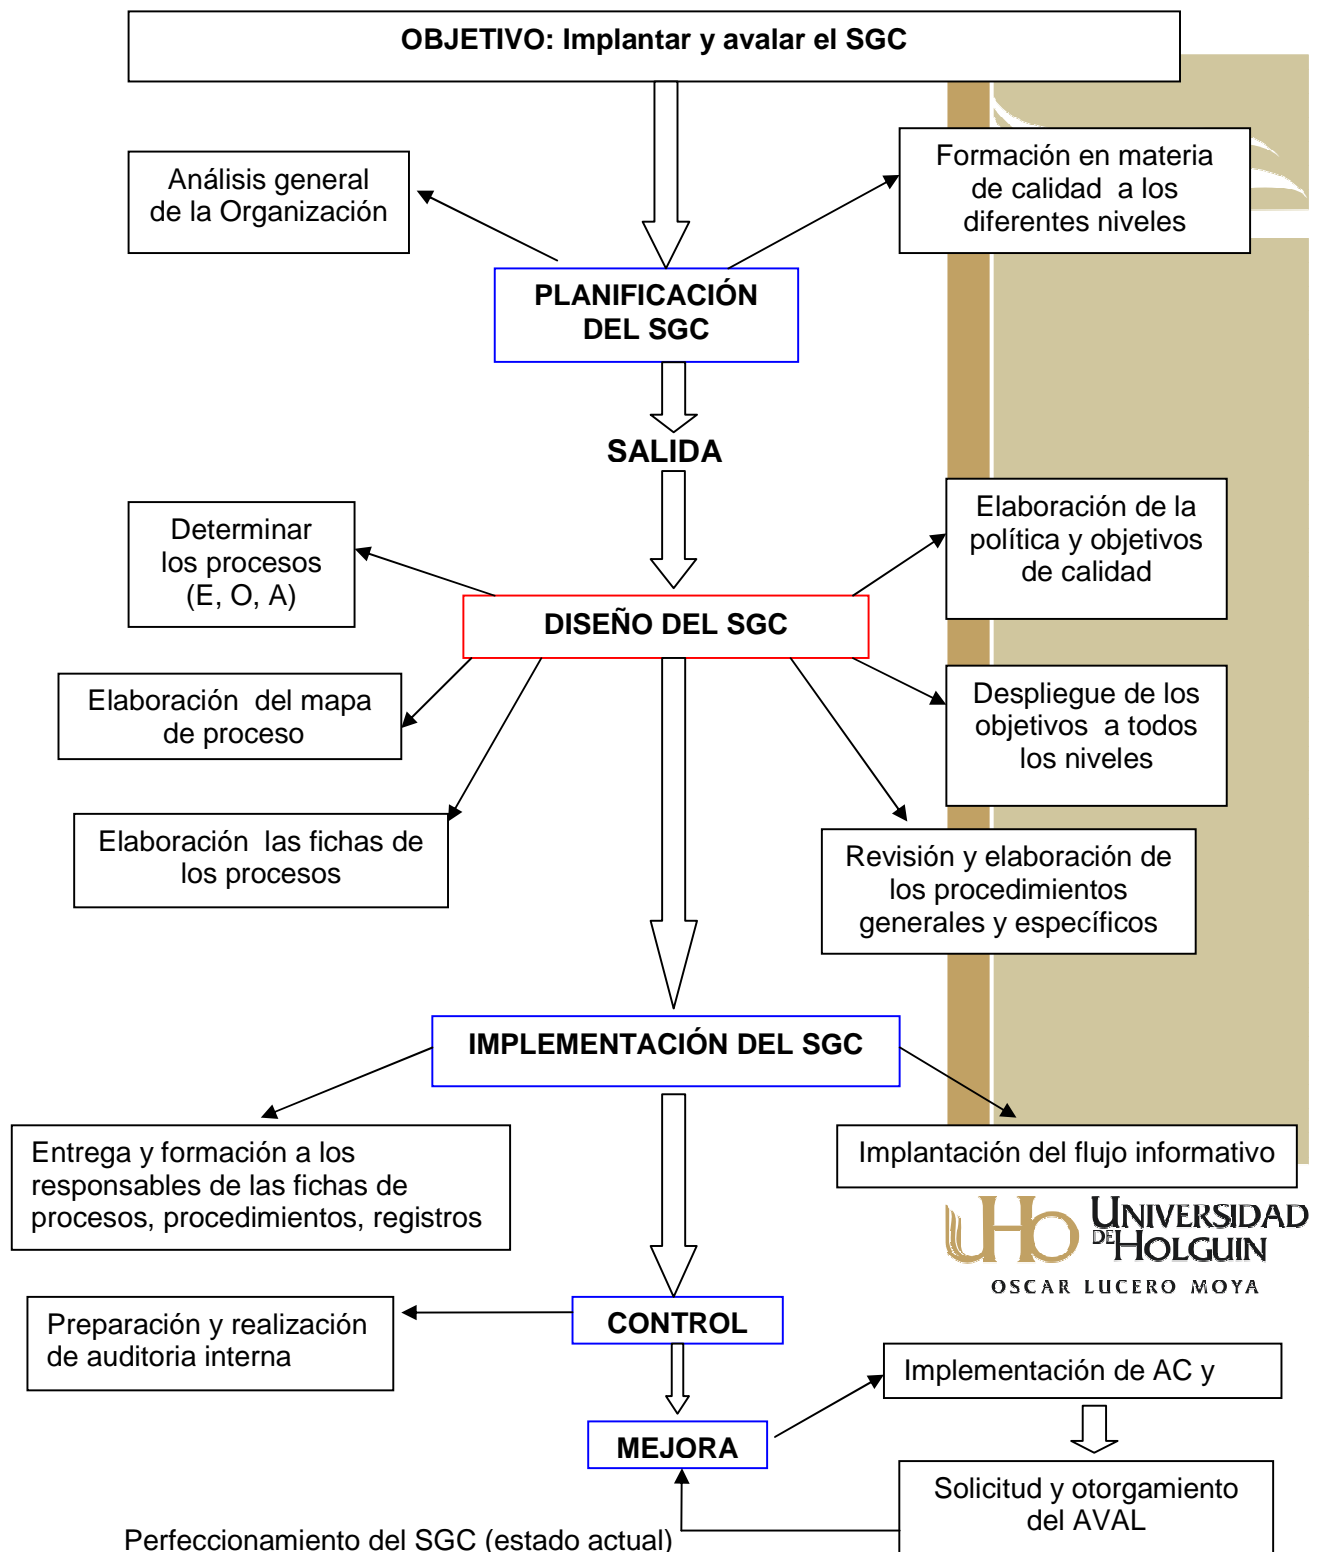 OBJETIVO: Implantar y avalar el SGC
Análisis general
de la Organización
Formación en materia
de calidad a los
diferentes niveles
PLANIFICACIÓN
DEL SGC
SALIDA
Determinar
los procesos
(E, O, A)
Elaboración de la
política y objetivos
de calidad
DISEÑO DEL SGC
Elaboración del mapa
de proceso
Despliegue de los
objetivos a todos
los niveles
Elaboración las fichas de
los procesos
Revisión y elaboración de
los procedimientos
generales y específicos
IMPLEMENTACIÓN DEL SGC
Entrega y formación a los
responsables de las fichas de
procesos, procedimientos, registros
Implantación del flujo informativo
UHo
UNIVERSIDAD
DE HOLGUIN
OSCAR LUCERO MOYA
Preparación y realización
de auditoria interna
CONTROL
Implementación de AC y
MEJORA
Solicitud y otorgamiento
del AVAL
Perfeccionamiento del SGC (estado actual)